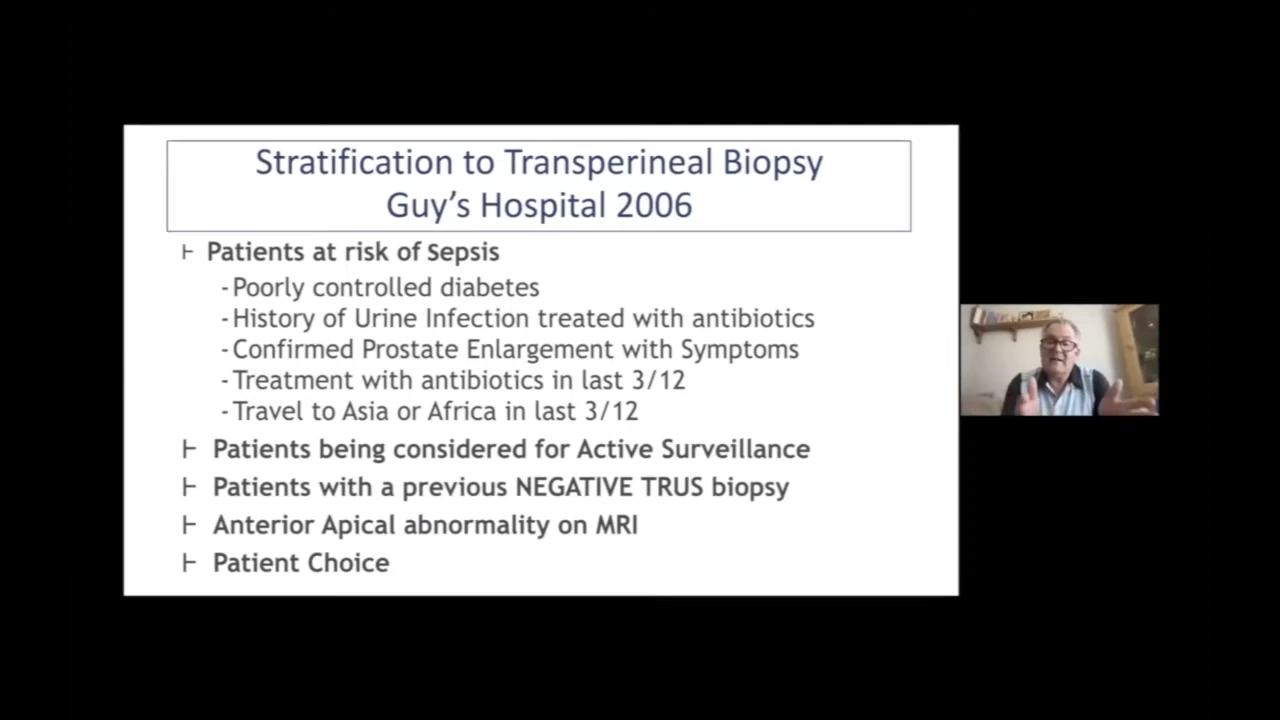 Stratification to Transperineal Biopsy
Guy's Hospital 2006
Patients at risk of Sepsis
-Poorly controlled diabetes
-History of Urine Infection treated with antibiotics
-Confirmed Prostate Enlargement with Symptoms
-Treatment with antibiotics in last 3/12
-Travel to Asia or Africa in last 3/12
Patients being considered for Active Surveillance
Patients with a previous NEGATIVE TRUS biopsy
Anterior Apical abnormality on MRI
Patient Choice